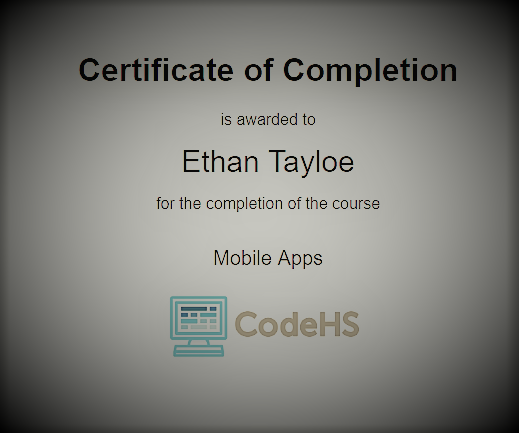 Certificate of Completion
is awarded to
Ethan Tayloe
for the completion of the course
Mobile Apps
CodeHS